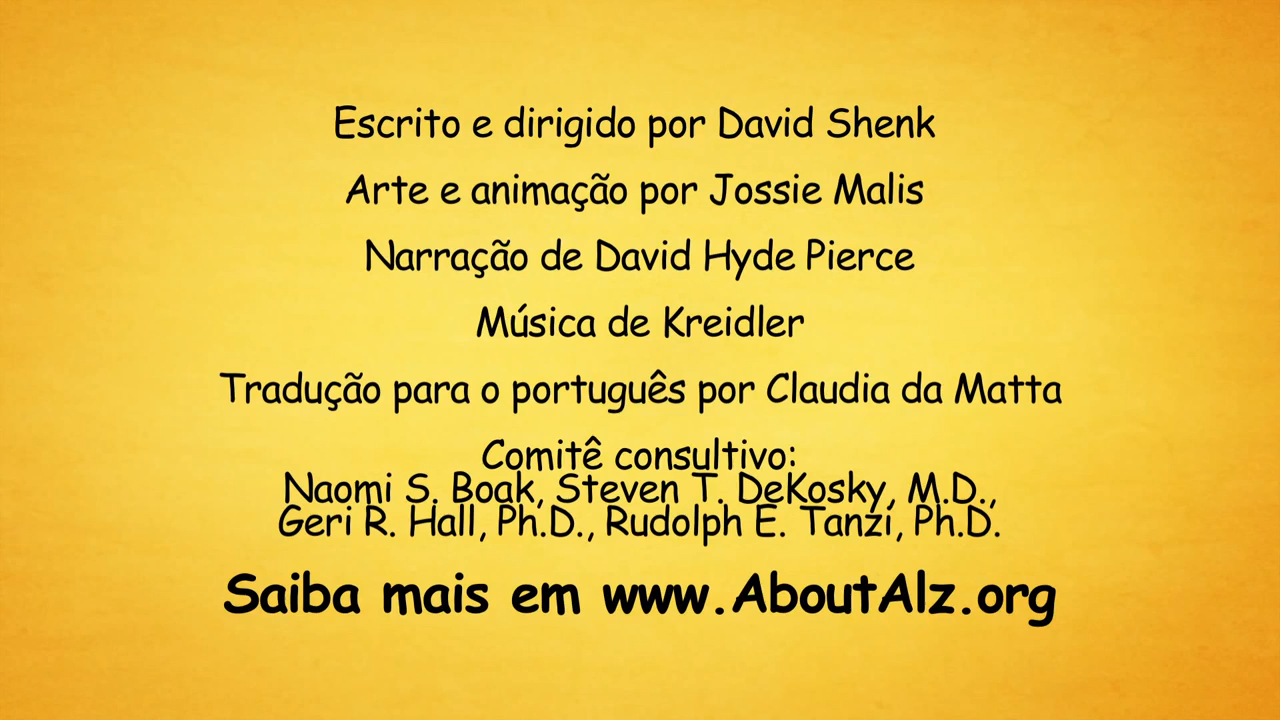 Escrito e dirigido por David Shenk
Arte e animação por Jossie Malis
Narração de David Hyde Pierce
Música de Kreidler
Tradução para o português por Claudia da Matta
Comitê consultivo:
Naomi S. Boak, Steven T. DeKosky, M.D.,
Geri R. Hall, Ph.D., Rudolph E. Tanzi, Ph.D.
Saiba mais em www.AboutAlz.org